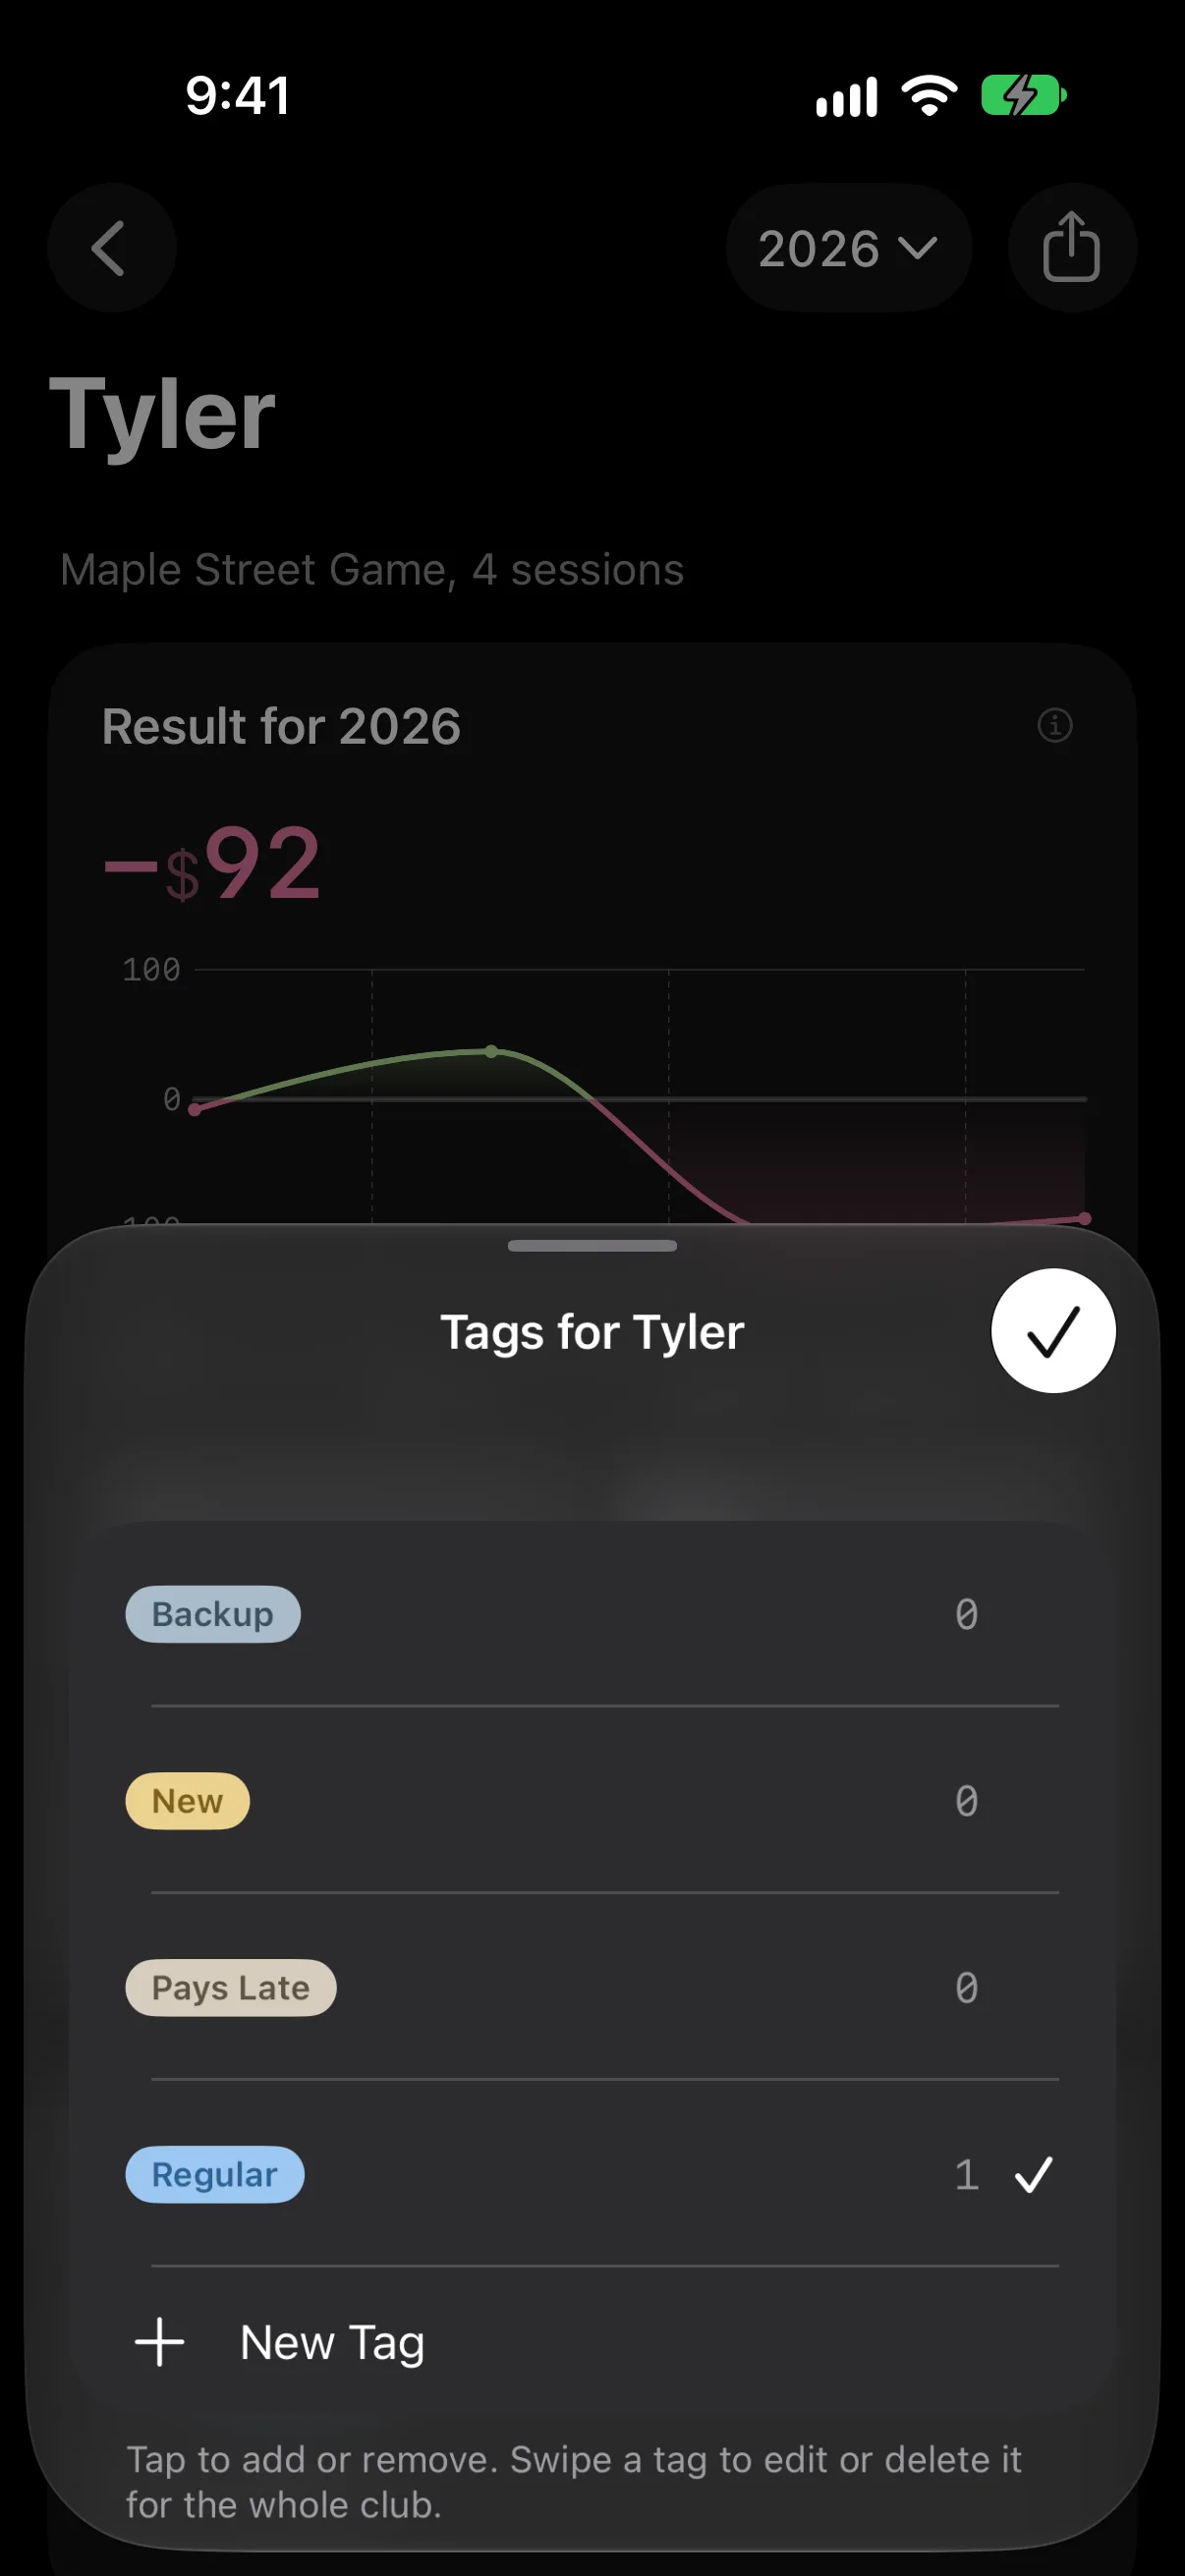 9:41
2026
Tyler
Maple Street Game, 4 sessions
Result for 2026
–$92
100
0
Tags for Tyler
Backup 0
New 0
Pays Late 0
Regular 1
New Tag
Tap to add or remove. Swipe a tag to edit or delete it
for the whole club.